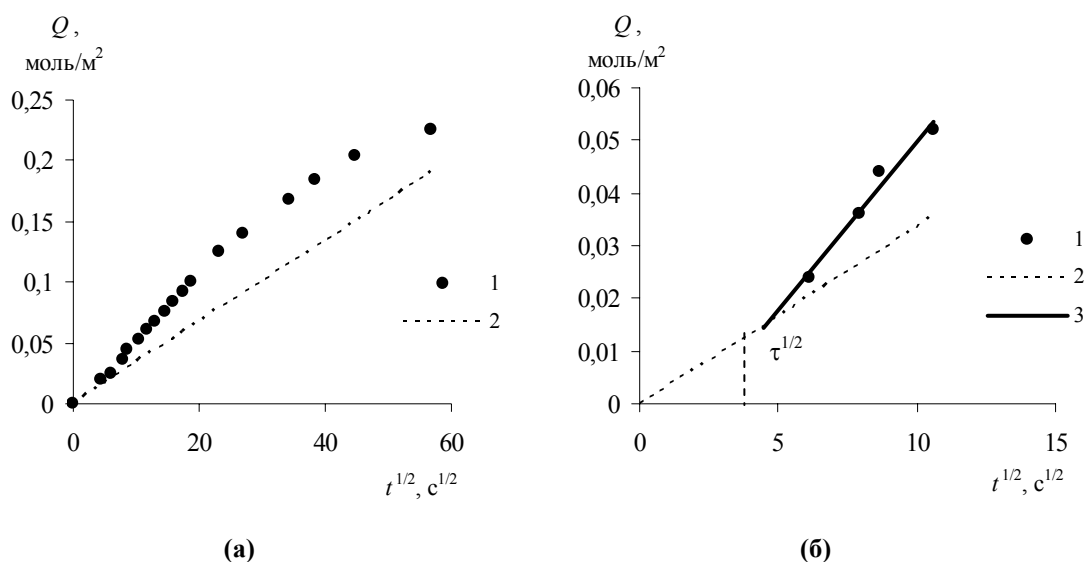 Q,
моль/м²
0,25
0,2
0,15
0,1
0,05
0
0 20 40 60
t^{1/2}, с^{1/2}
1
2
(а)
Q,
моль/м²
0,06
0,05
0,04
0,03
0,02
0,01
0
0 5 10 15
τ^{1/2}
t^{1/2}, с^{1/2}
1
2
3
(б)